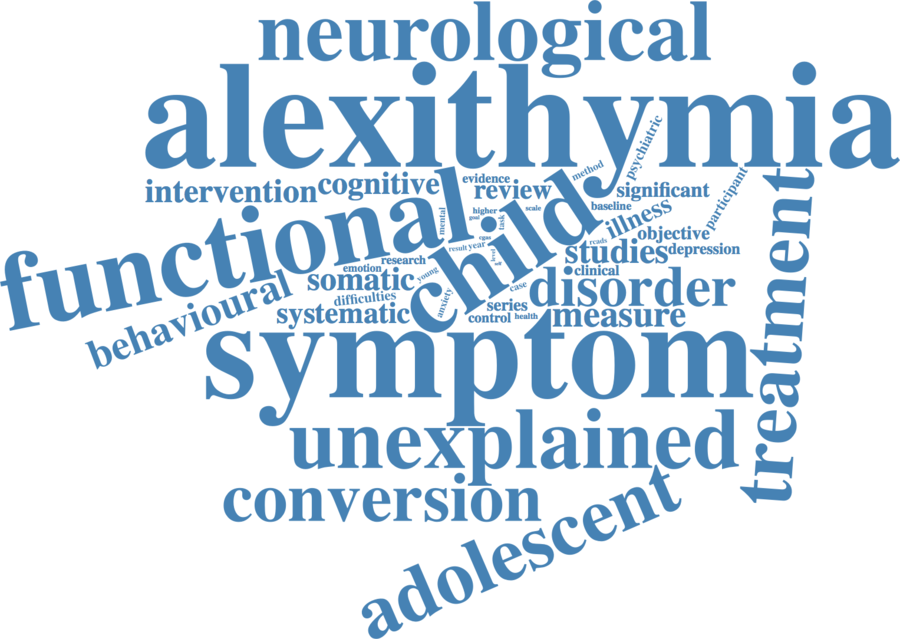 neurological
alexithymia
psychiatric
method
evidence
intervention
cognitive
review
significant
participant
treatment
baseline
functional
mental
higher
scale
goal
task
illness
child
cgas
objective
result
year
rcads
studies
depression
research
level
emotion
young
clinical
somatic
case
disorder
behavioural
difficulties
anxiety
series
systematic
control
health
measure
symptom
unexplained
conversion
adolescent